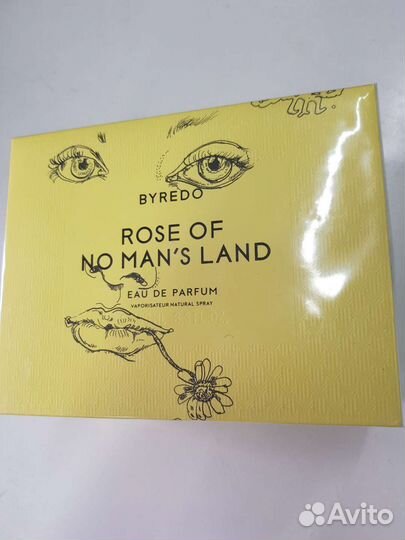 BYREDO
ROSE OF
NO MAN'S LAND
EAU DE PARFUM
VAPORISATEUR NATURAL SPRAY
Avito